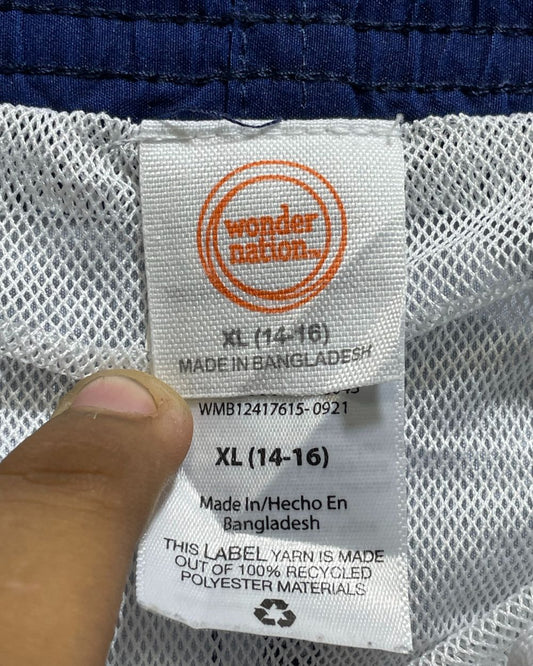 wonder
nation™
XL (14-16)
MADE IN BANGLADESH
WMB12417615-0921
XL (14-16)
Made In/Hecho En
Bangladesh
THIS LABEL YARN IS MADE
OUT OF 100% RECYCLED
POLYESTER MATERIALS